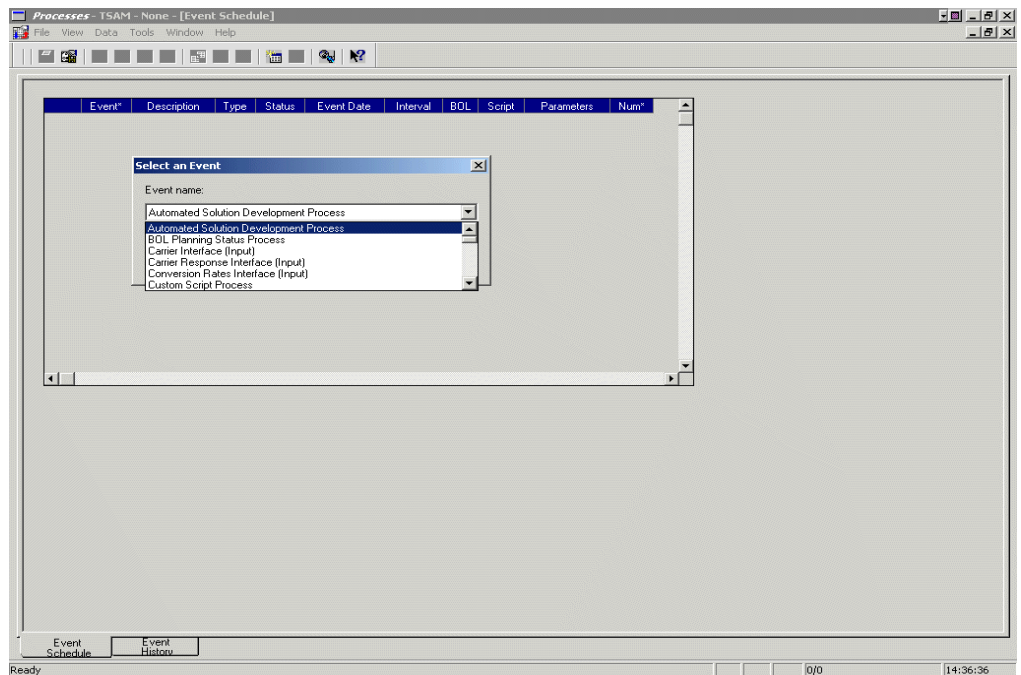 Processes - TSAM - None - [Event Schedule]
File View Data Tools Window Help
Event* Description Type Status Event Date Interval BOL Script Parameters Num*
Select an Event
Event name:
Automated Solution Development Process
Automated Solution Development Process
BOL Planning Status Process
Carrier Interface (Input)
Carrier Response Interface (Input)
Conversion Rates Interface (Input)
Custom Script Process
Event Schedule
Event History
Ready 0/0 14:36:36